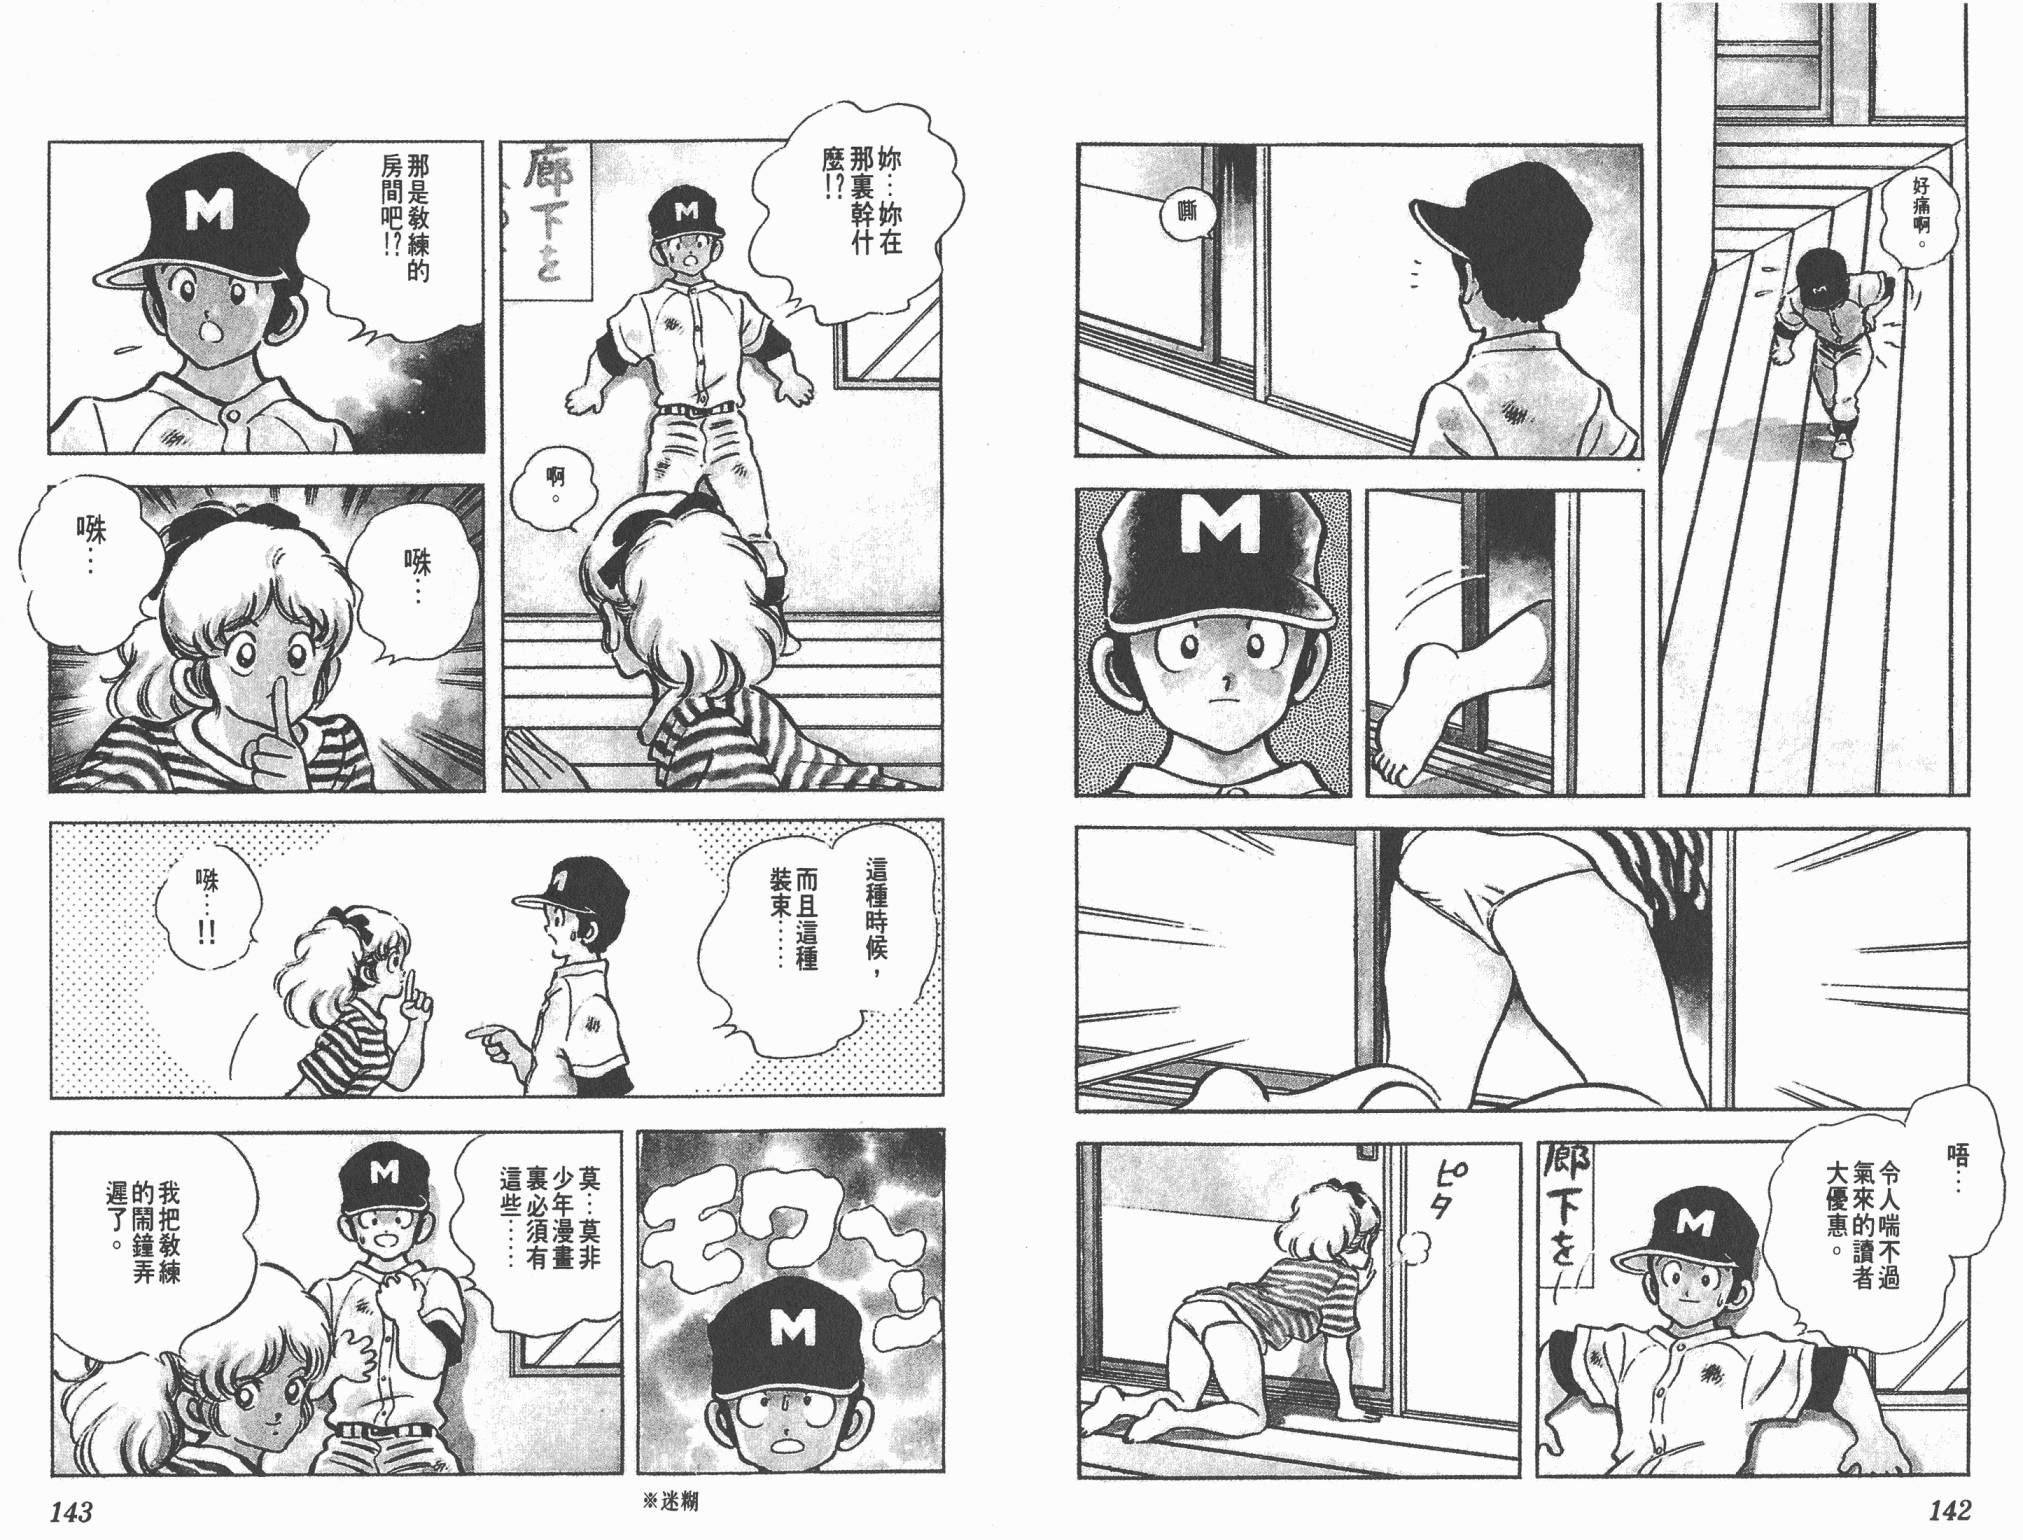 好痛啊。
嘶
M
M
唔…
令人喘不過
氣來的讀者
大優惠。
廊下を
M
ピタ
142
妳…妳在
那裏幹什
麼!?
廊下を
M
啊。
那是教練的
房間吧!?
M
咻…
咻…
這種時候，
而且這種
裝束……
M
咻…!!
モワ～ン
M
※迷糊
莫…莫非
少年漫畫
裏必須有
這些……
M
我把教練
的鬧鐘弄
遲了。
143